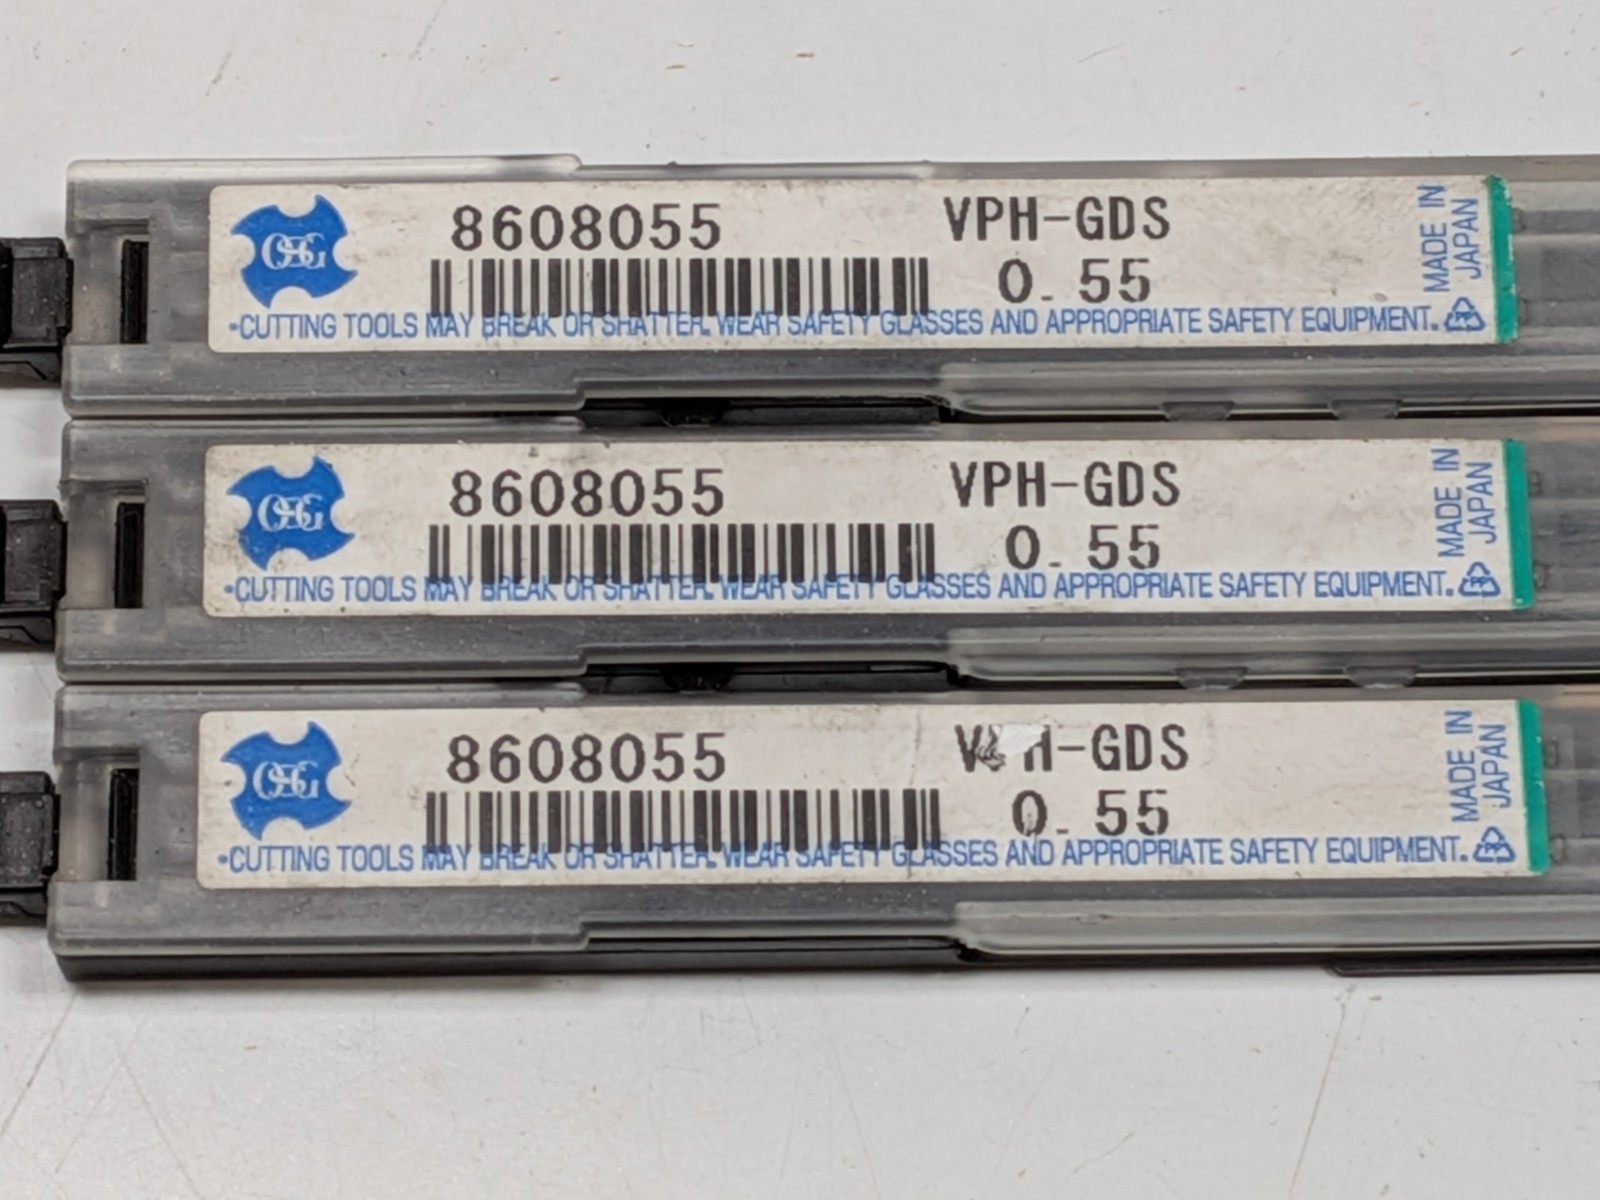 OSG
8608055
VPH-GDS
0.55
MADE IN
JAPAN
•CUTTING TOOLS MAY BREAK OR SHATTER. WEAR SAFETY GLASSES AND APPROPRIATE SAFETY EQUIPMENT.
OSG
8608055
VPH-GDS
0.55
MADE IN
JAPAN
•CUTTING TOOLS MAY BREAK OR SHATTER. WEAR SAFETY GLASSES AND APPROPRIATE SAFETY EQUIPMENT.
OSG
8608055
VPH-GDS
0.55
MADE IN
JAPAN
•CUTTING TOOLS MAY BREAK OR SHATTER. WEAR SAFETY GLASSES AND APPROPRIATE SAFETY EQUIPMENT.